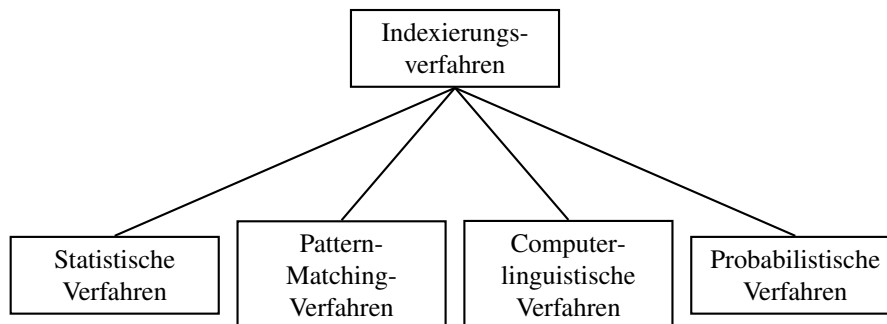 Indexierungs-
verfahren
Statistische
Verfahren
Pattern-
Matching-
Verfahren
Computer-
linguistische
Verfahren
Probabilistische
Verfahren